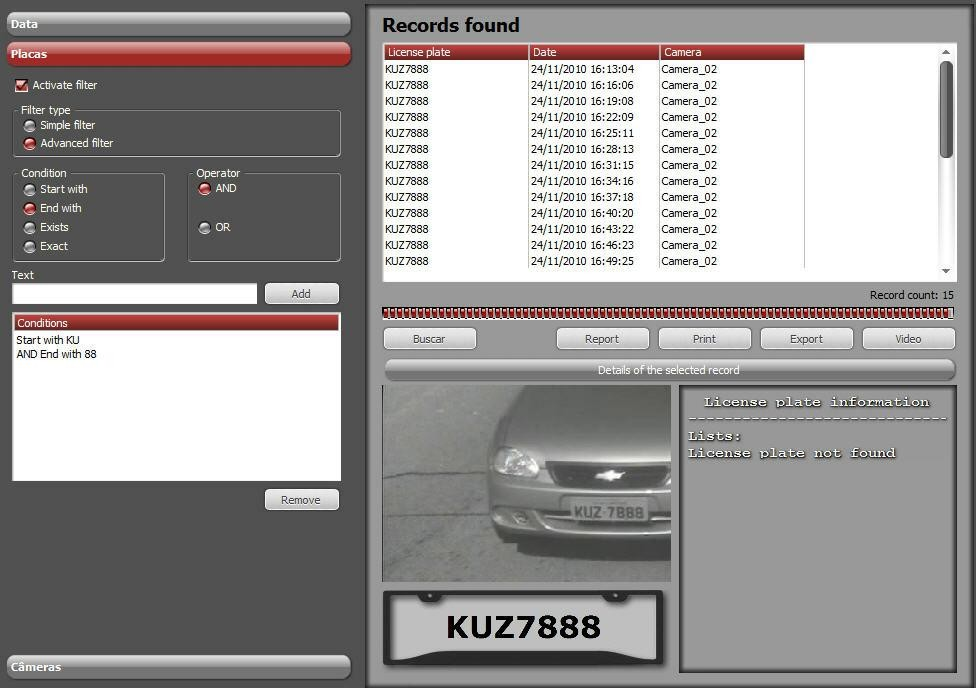 Data
Placas
Activate filter
Filter type
Simple filter
Advanced filter
Condition
Start with
End with
Exists
Exact
Operator
AND
OR
Text
Add
Conditions
Start with KU
AND End with 88
Remove
Câmeras
Records found
License plate Date Camera
KUZ7888 24/11/2010 16:13:04 Camera_02
KUZ7888 24/11/2010 16:16:06 Camera_02
KUZ7888 24/11/2010 16:19:08 Camera_02
KUZ7888 24/11/2010 16:22:09 Camera_02
KUZ7888 24/11/2010 16:25:11 Camera_02
KUZ7888 24/11/2010 16:28:13 Camera_02
KUZ7888 24/11/2010 16:31:15 Camera_02
KUZ7888 24/11/2010 16:34:16 Camera_02
KUZ7888 24/11/2010 16:37:18 Camera_02
KUZ7888 24/11/2010 16:40:20 Camera_02
KUZ7888 24/11/2010 16:43:22 Camera_02
KUZ7888 24/11/2010 16:46:23 Camera_02
KUZ7888 24/11/2010 16:49:25 Camera_02
Record count: 15
Buscar Report Print Export Video
Details of the selected record
KUZ-7888
KUZ7888
License plate information
------------------------------
Lists:
License plate not found